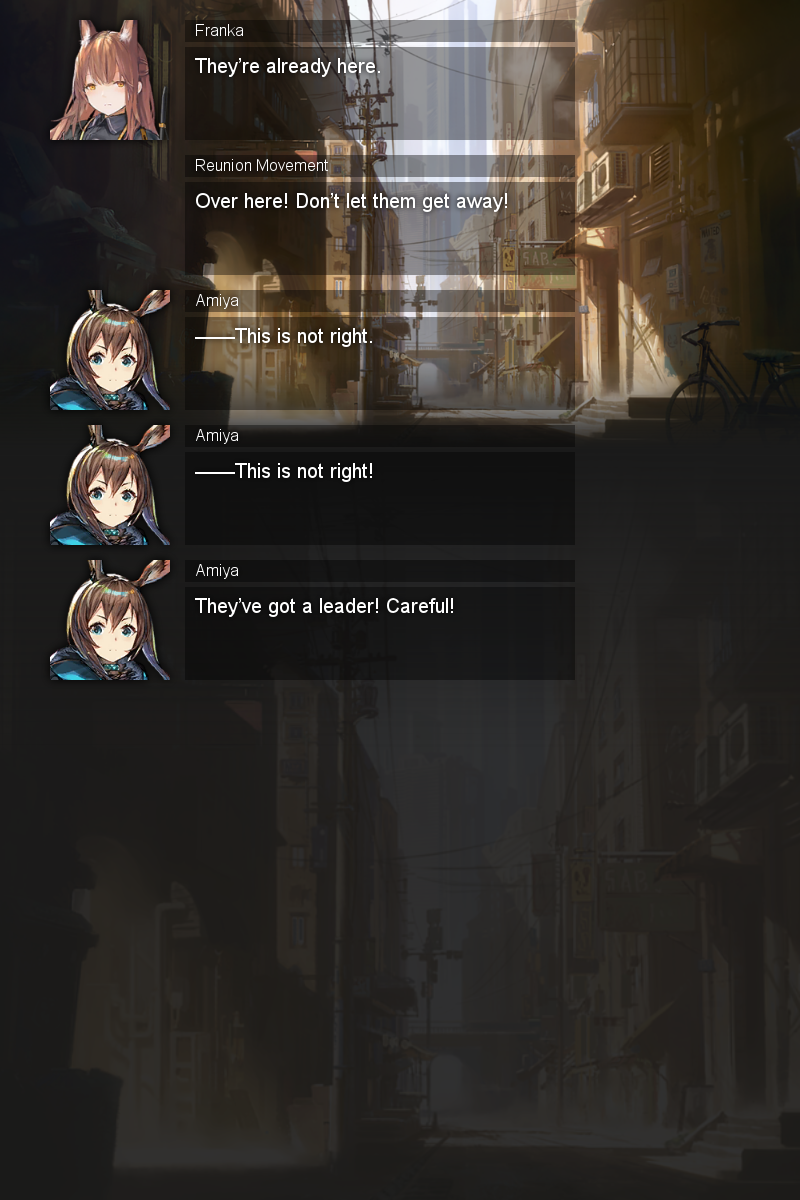 Franka
They’re already here.
Reunion Movement
Over here! Don’t let them get away!
Amiya
——This is not right.
Amiya
——This is not right!
Amiya
They’ve got a leader! Careful!